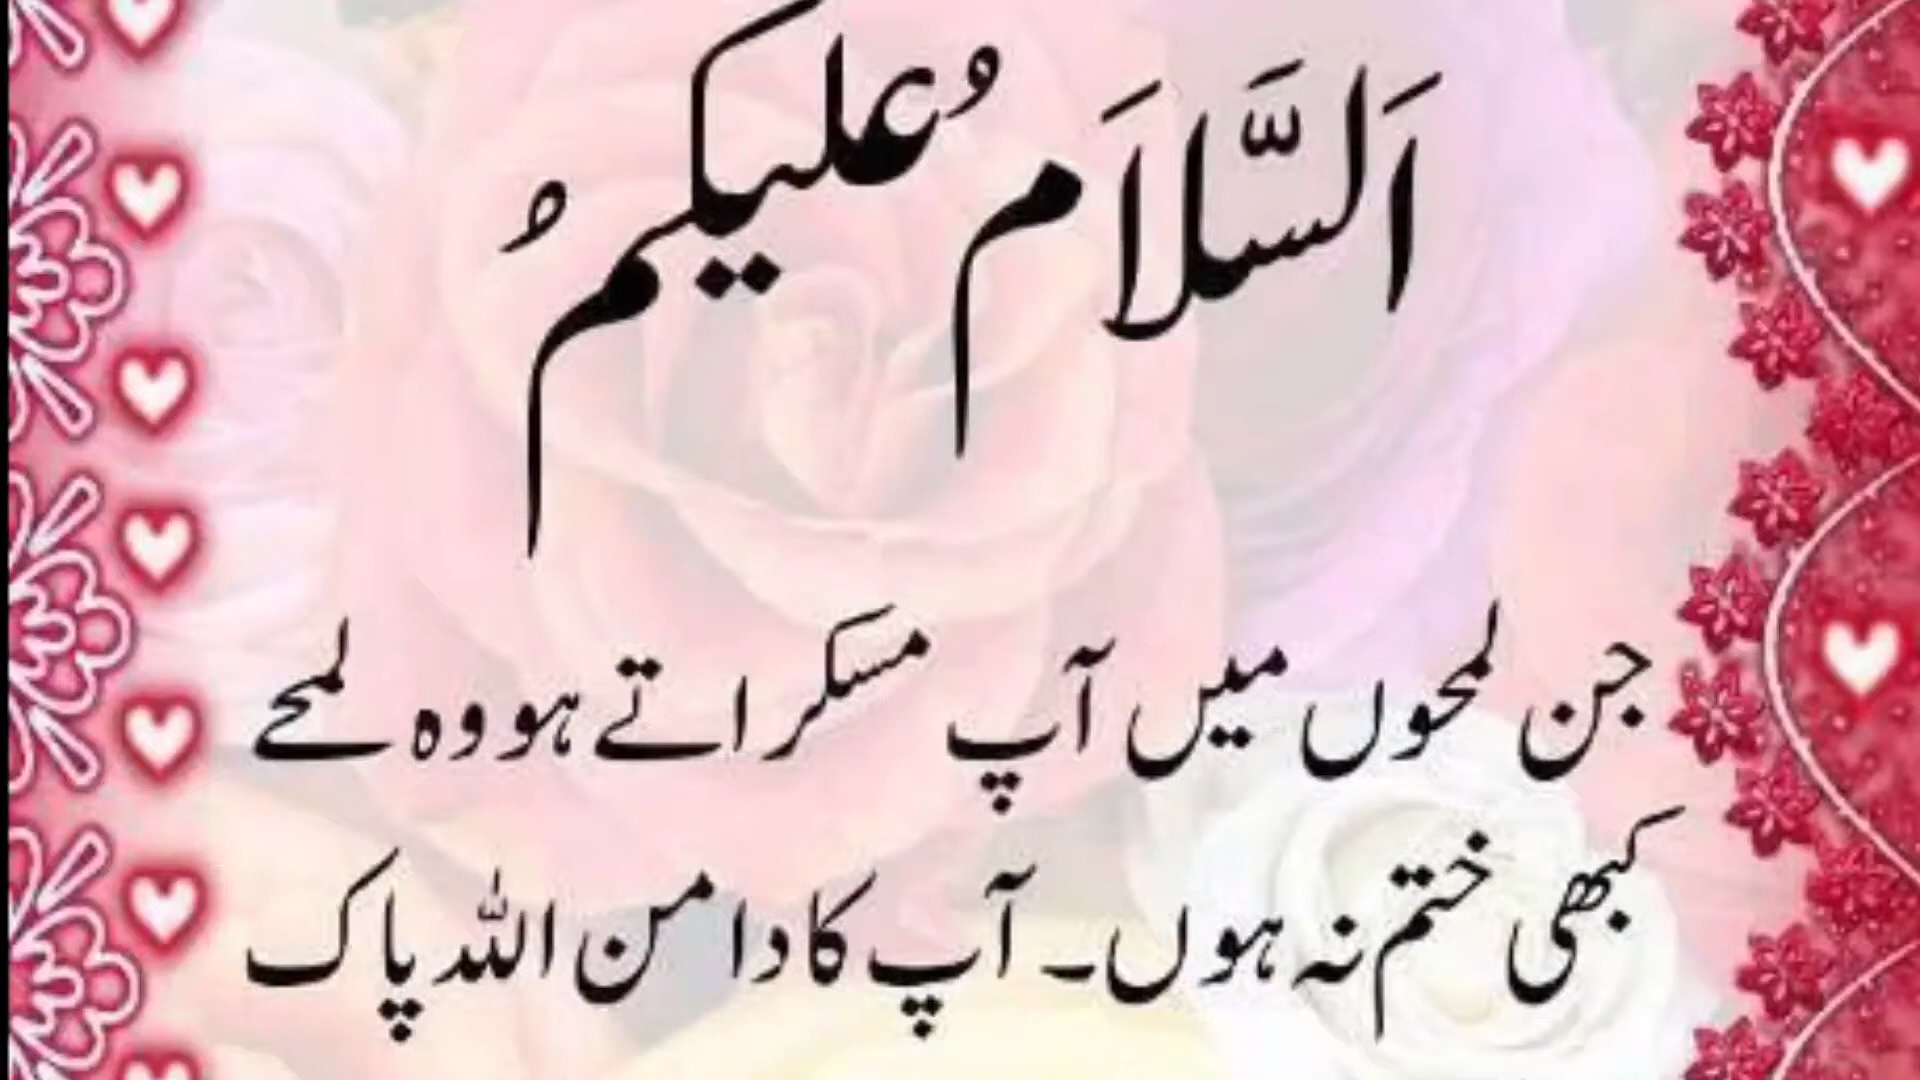 اَلسَّلَامُ عَلیکمُ
جن لمحوں میں آپ مسکراتے ہو وہ لمحے
کبھی ختم نہ ہوں۔ آپ کا دامن اللہ پاک